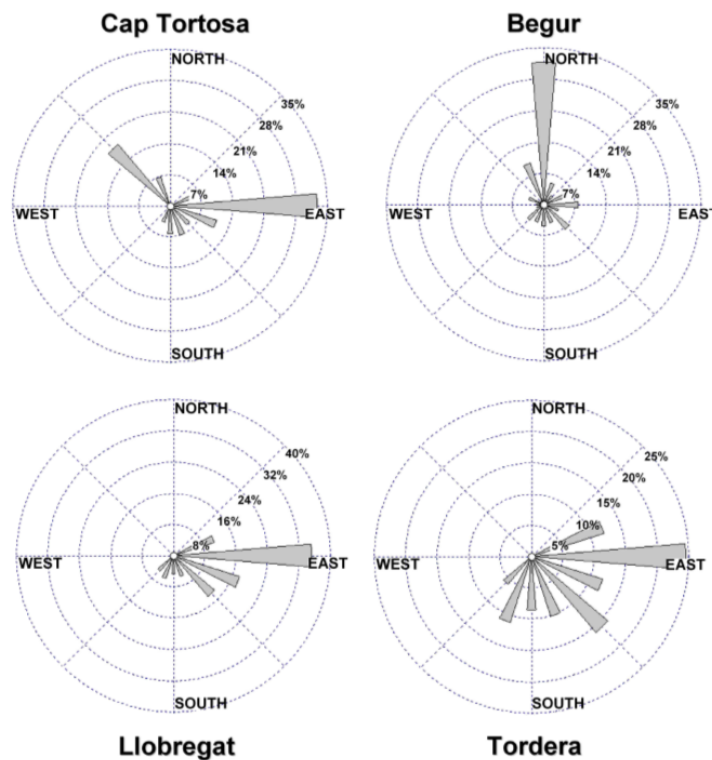 Cap Tortosa
NORTH
35%
28%
21%
14%
7%
WEST
EAST
SOUTH
Begur
NORTH
35%
28%
21%
14%
7%
WEST
EAST
SOUTH
NORTH
40%
32%
24%
16%
8%
WEST
EAST
SOUTH
Llobregat
NORTH
25%
20%
15%
10%
5%
WEST
EAST
SOUTH
Tordera